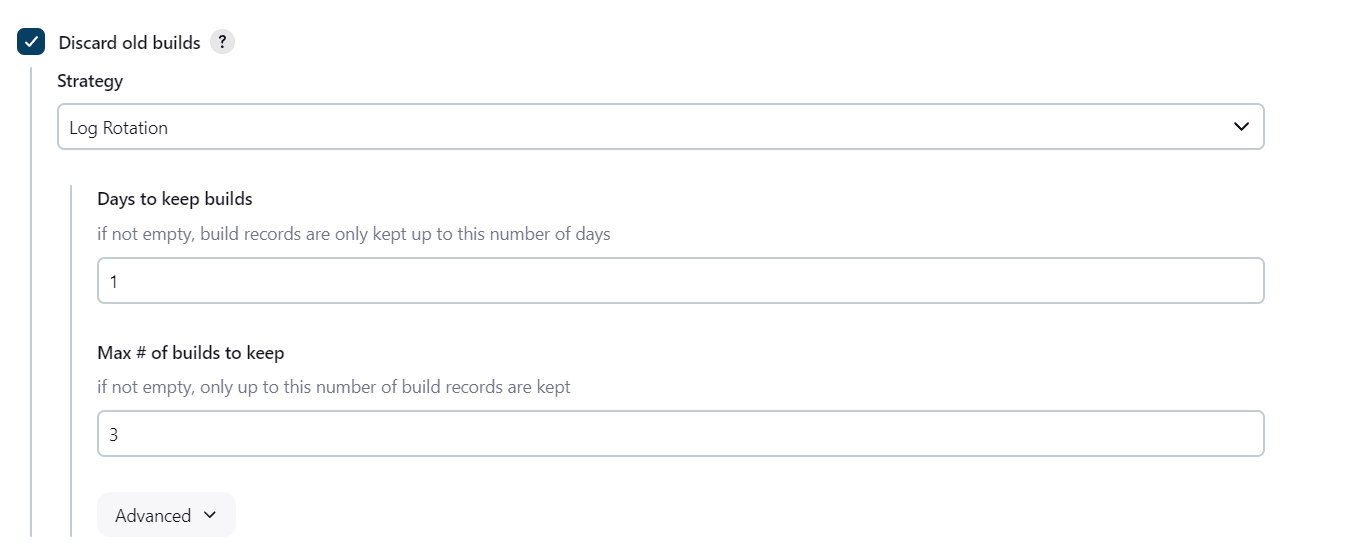 Discard old builds ?
Strategy
Log Rotation
Days to keep builds
if not empty, build records are only kept up to this number of days
1
Max # of builds to keep
if not empty, only up to this number of build records are kept
3
Advanced